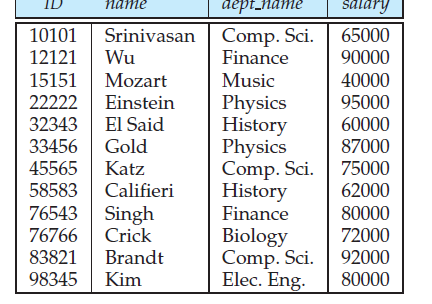 ID name dept_name salary
10101 Srinivasan Comp. Sci. 65000
12121 Wu Finance 90000
15151 Mozart Music 40000
22222 Einstein Physics 95000
32343 El Said History 60000
33456 Gold Physics 87000
45565 Katz Comp. Sci. 75000
58583 Califieri History 62000
76543 Singh Finance 80000
76766 Crick Biology 72000
83821 Brandt Comp. Sci. 92000
98345 Kim Elec. Eng. 80000